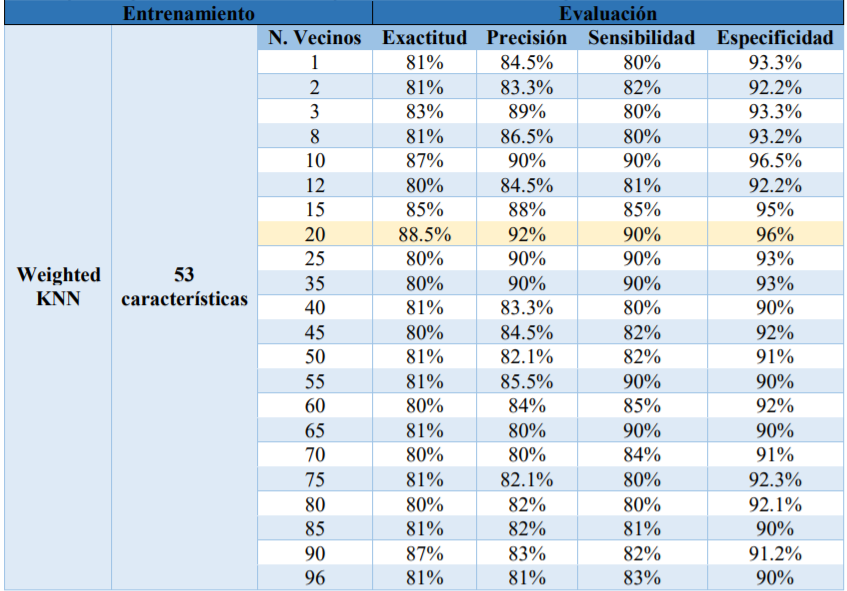 Entrenamiento Evaluación
N. Vecinos Exactitud Precisión Sensibilidad Especificidad
1 81% 84.5% 80% 93.3%
2 81% 83.3% 82% 92.2%
3 83% 89% 80% 93.3%
8 81% 86.5% 80% 93.2%
10 87% 90% 90% 96.5%
12 80% 84.5% 81% 92.2%
15 85% 88% 85% 95%
20 88.5% 92% 90% 96%
25 80% 90% 90% 93%
Weighted KNN
53 características
35 80% 90% 90% 93%
40 81% 83.3% 80% 90%
45 80% 84.5% 82% 92%
50 81% 82.1% 82% 91%
55 81% 85.5% 90% 90%
60 80% 84% 85% 92%
65 81% 80% 90% 90%
70 80% 80% 84% 91%
75 81% 82.1% 80% 92.3%
80 80% 82% 80% 92.1%
85 81% 82% 81% 90%
90 87% 83% 82% 91.2%
96 81% 81% 83% 90%